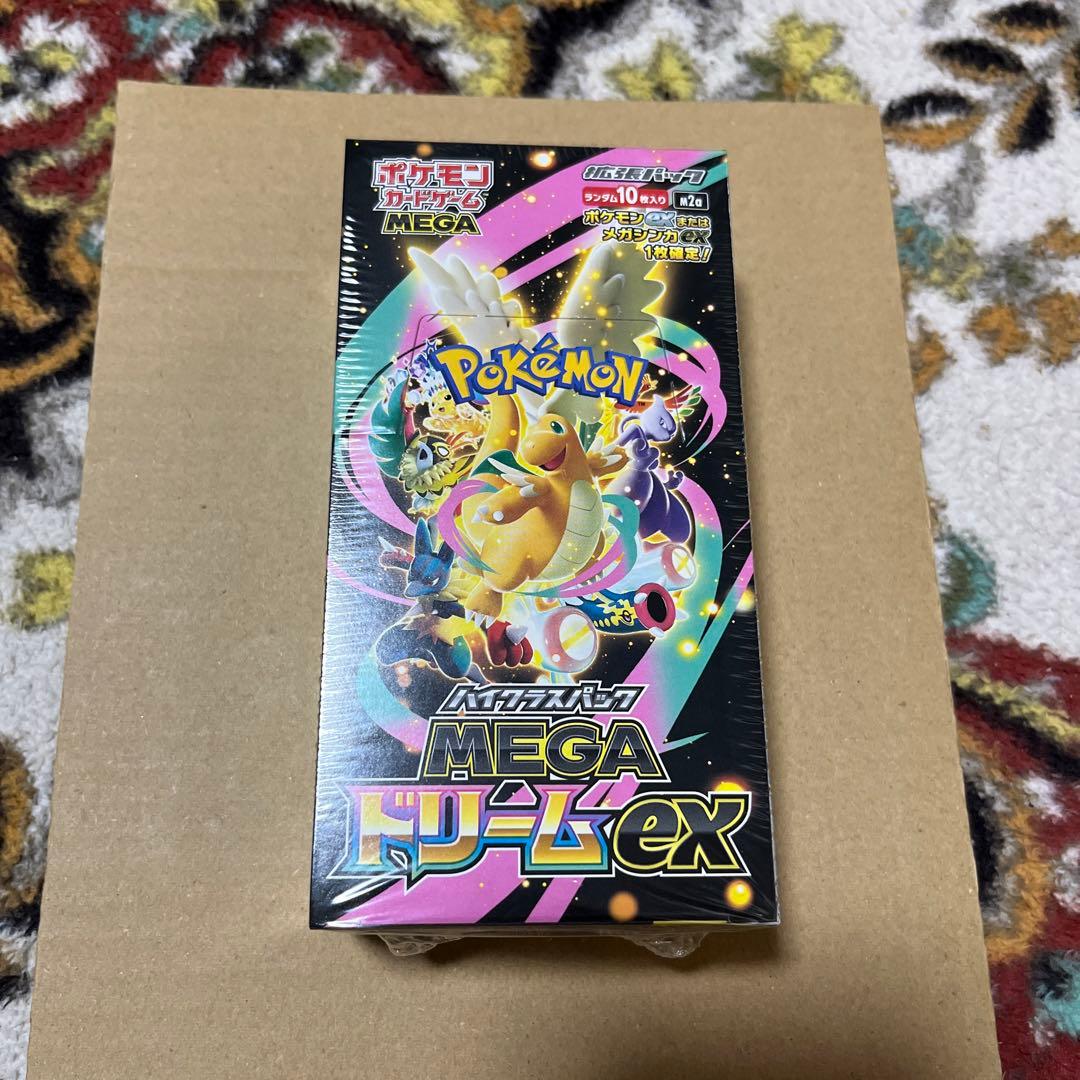 ポケモン
カードゲーム
MEGA
拡張パック
ランダム10枚入り M2a
ポケモンexまたは
メガシンカex
1枚確定!
POKÉMON
TM
ハイクラスパック
MEGA
ドリームex